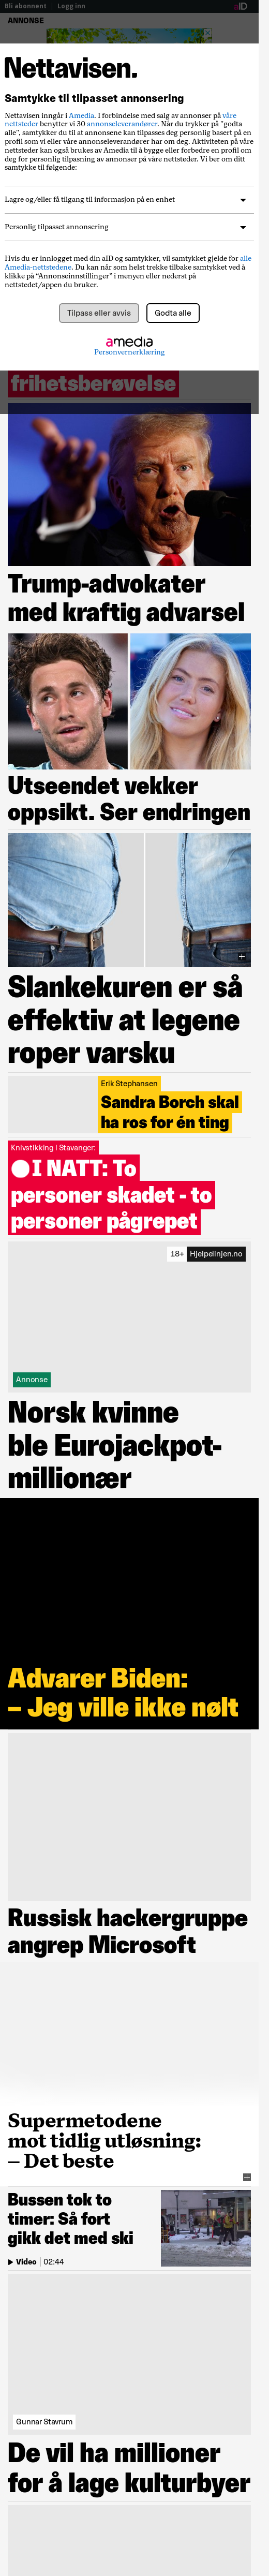 Bli abonnent | Logg inn
aID
ANNONSE
Nettavisen.
Samtykke til tilpasset annonsering
Nettavisen inngår i Amedia. I forbindelse med salg av annonser på våre
nettsteder benytter vi 30 annonseleverandører. Når du trykker på "godta
alle", samtykker du til at annonsene kan tilpasses deg personlig basert på en
profil som vi eller våre annonseleverandører har om deg. Aktiviteten på våre
nettsteder kan også brukes av Amedia til å bygge eller forbedre en profil om
deg for personlig tilpasning av annonser på våre nettsteder. Vi ber om ditt
samtykke til følgende:
Lagre og/eller få tilgang til informasjon på en enhet
Personlig tilpasset annonsering
Hvis du er innlogget med din aID og samtykker, vil samtykket gjelde for alle
Amedia-nettstedene. Du kan når som helst trekke tilbake samtykket ved å
klikke på “Annonseinnstillinger” i menyen eller nederst på
nettstedet/appen du bruker.
Tilpass eller avvis
Godta alle
amedia
Personvernerklæring
frihetsberøvelse
Trump-advokater
med kraftig advarsel
Utseendet vekker
oppsikt. Ser endringen
Slankekuren er så
effektiv at legene
roper varsku
Erik Stephansen
Sandra Borch skal
ha ros for én ting
Knivstikking i Stavanger:
I NATT: To
personer skadet - to
personer pågrepet
18+ Hjelpelinjen.no
Annonse
Norsk kvinne
ble Eurojackpot-
millionær
Advarer Biden:
– Jeg ville ikke nølt
Russisk hackergruppe
angrep Microsoft
Supermetodene
mot tidlig utløsning:
– Det beste
Bussen tok to
timer: Så fort
gikk det med ski
Video | 02:44
Gunnar Stavrum
De vil ha millioner
for å lage kulturbyer